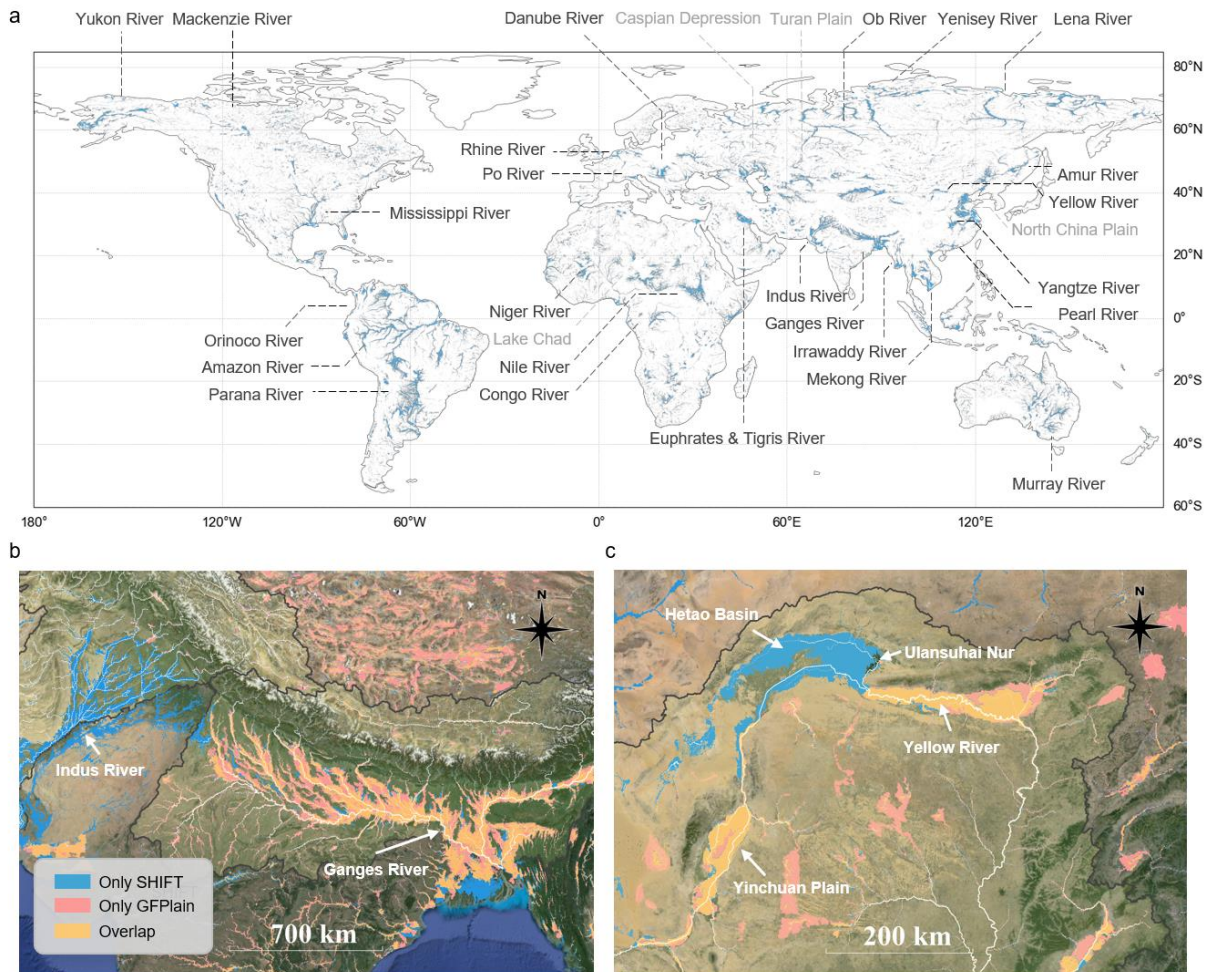 a
Yukon River
Mackenzie River
Danube River
Caspian Depression
Turan Plain
Ob River
Yenisey River
Lena River
80°N
60°N
Rhine River
Po River
Amur River
40°N
Yellow River
Mississippi River
North China Plain
20°N
Niger River
Indus River
Yangtze River
Ganges River
Pearl River
0°
Orinoco River
Lake Chad
Irrawaddy River
Amazon River
Nile River
Mekong River
Parana River
Congo River
20°S
Euphrates & Tigris River
40°S
Murray River
60°S
180°
120°W
60°W
0°
60°E
120°E
b
N
Indus River
Ganges River
Only SHIFT
Only GFPlain
Overlap
700 km
c
N
Hetao Basin
Ulansuhai Nur
Yellow River
Yinchuan Plain
200 km